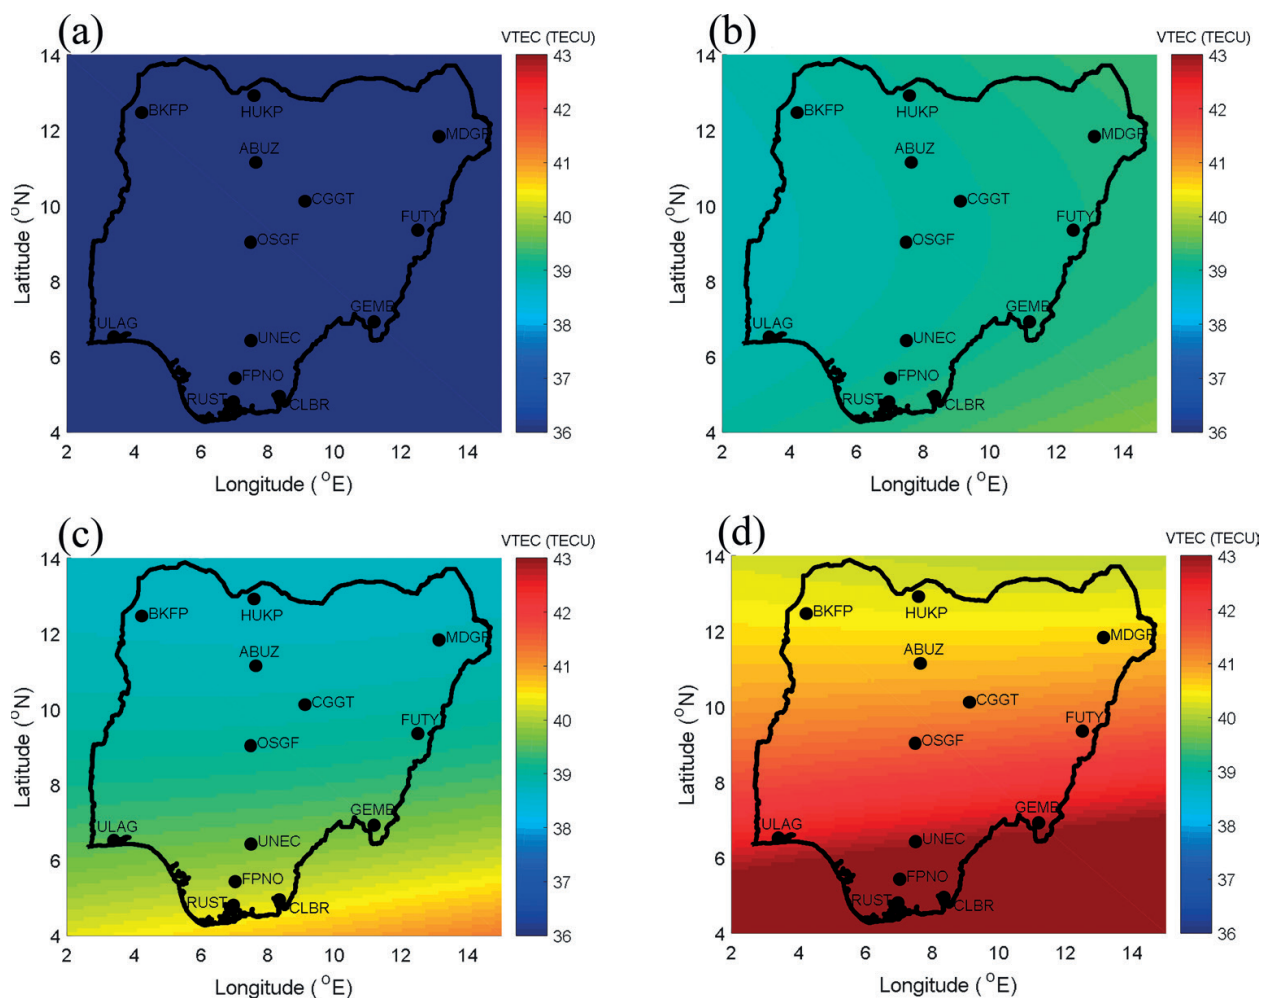 (a)
VTEC (TECU)
14
12
10
8
6
4
Latitude (°N)
BKFP
HUKP
MDGF
ABUZ
CGGT
FUTY
OSGF
GEMB
ULAG
UNEC
FPNO
RUST
CLBR
2 4 6 8 10 12 14
Longitude (°E)
43
42
41
40
39
38
37
36
(b)
VTEC (TECU)
14
12
10
8
6
4
Latitude (°N)
BKFP
HUKP
MDGF
ABUZ
CGGT
FUTY
OSGF
GEMB
ULAG
UNEC
FPNO
RUST
CLBR
2 4 6 8 10 12 14
Longitude (°E)
43
42
41
40
39
38
37
36
(c)
VTEC (TECU)
14
12
10
8
6
4
Latitude (°N)
BKFP
HUKP
MDGF
ABUZ
CGGT
FUTY
OSGF
GEMB
ULAG
UNEC
FPNO
RUST
CLBR
2 4 6 8 10 12 14
Longitude (°E)
43
42
41
40
39
38
37
36
(d)
VTEC (TECU)
14
12
10
8
6
4
Latitude (°N)
BKFP
HUKP
MDGF
ABUZ
CGGT
FUTY
OSGF
GEMB
ULAG
UNEC
FPNO
RUST
CLBR
2 4 6 8 10 12 14
Longitude (°E)
43
42
41
40
39
38
37
36